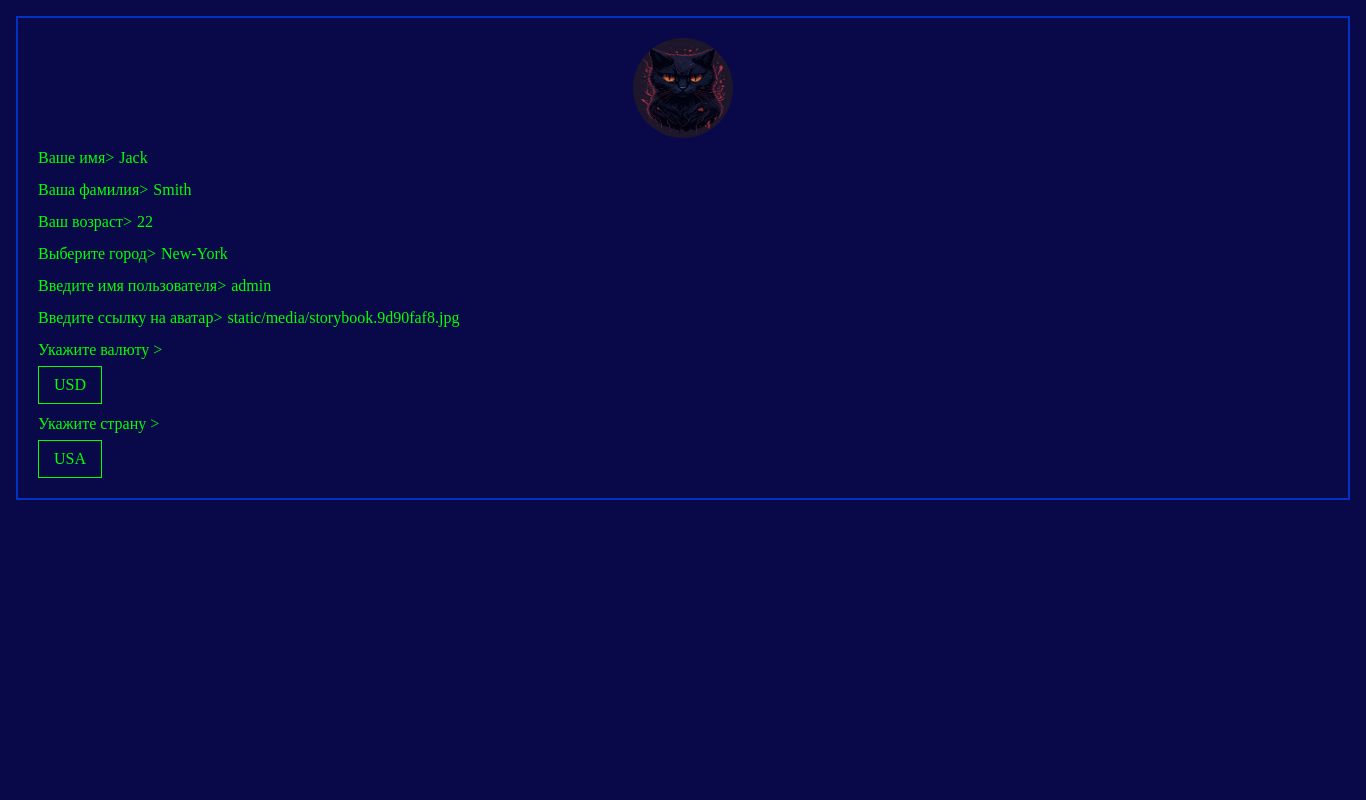 Ваше имя> Jack
Ваша фамилия> Smith
Ваш возраст> 22
Выберите город> New-York
Введите имя пользователя> admin
Введите ссылку на аватар> static/media/storybook.9d90faf8.jpg
Укажите валюту >
USD
Укажите страну >
USA